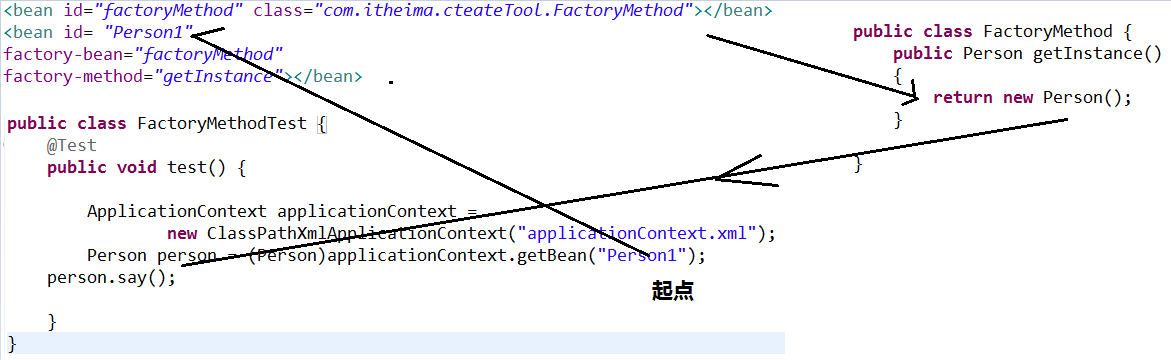 <bean id="factoryMethod" class="com.itheima.cteateTool.FactoryMethod"></bean>
<bean id= "Person1"
factory-bean="factoryMethod"
factory-method="getInstance"></bean>
public class FactoryMethod {
public Person getInstance()
{
return new Person();
}
}
public class FactoryMethodTest {
@Test
public void test() {
ApplicationContext applicationContext =
new ClassPathXmlApplicationContext("applicationContext.xml");
Person person = (Person)applicationContext.getBean("Person1");
person.say();
起点
}
}